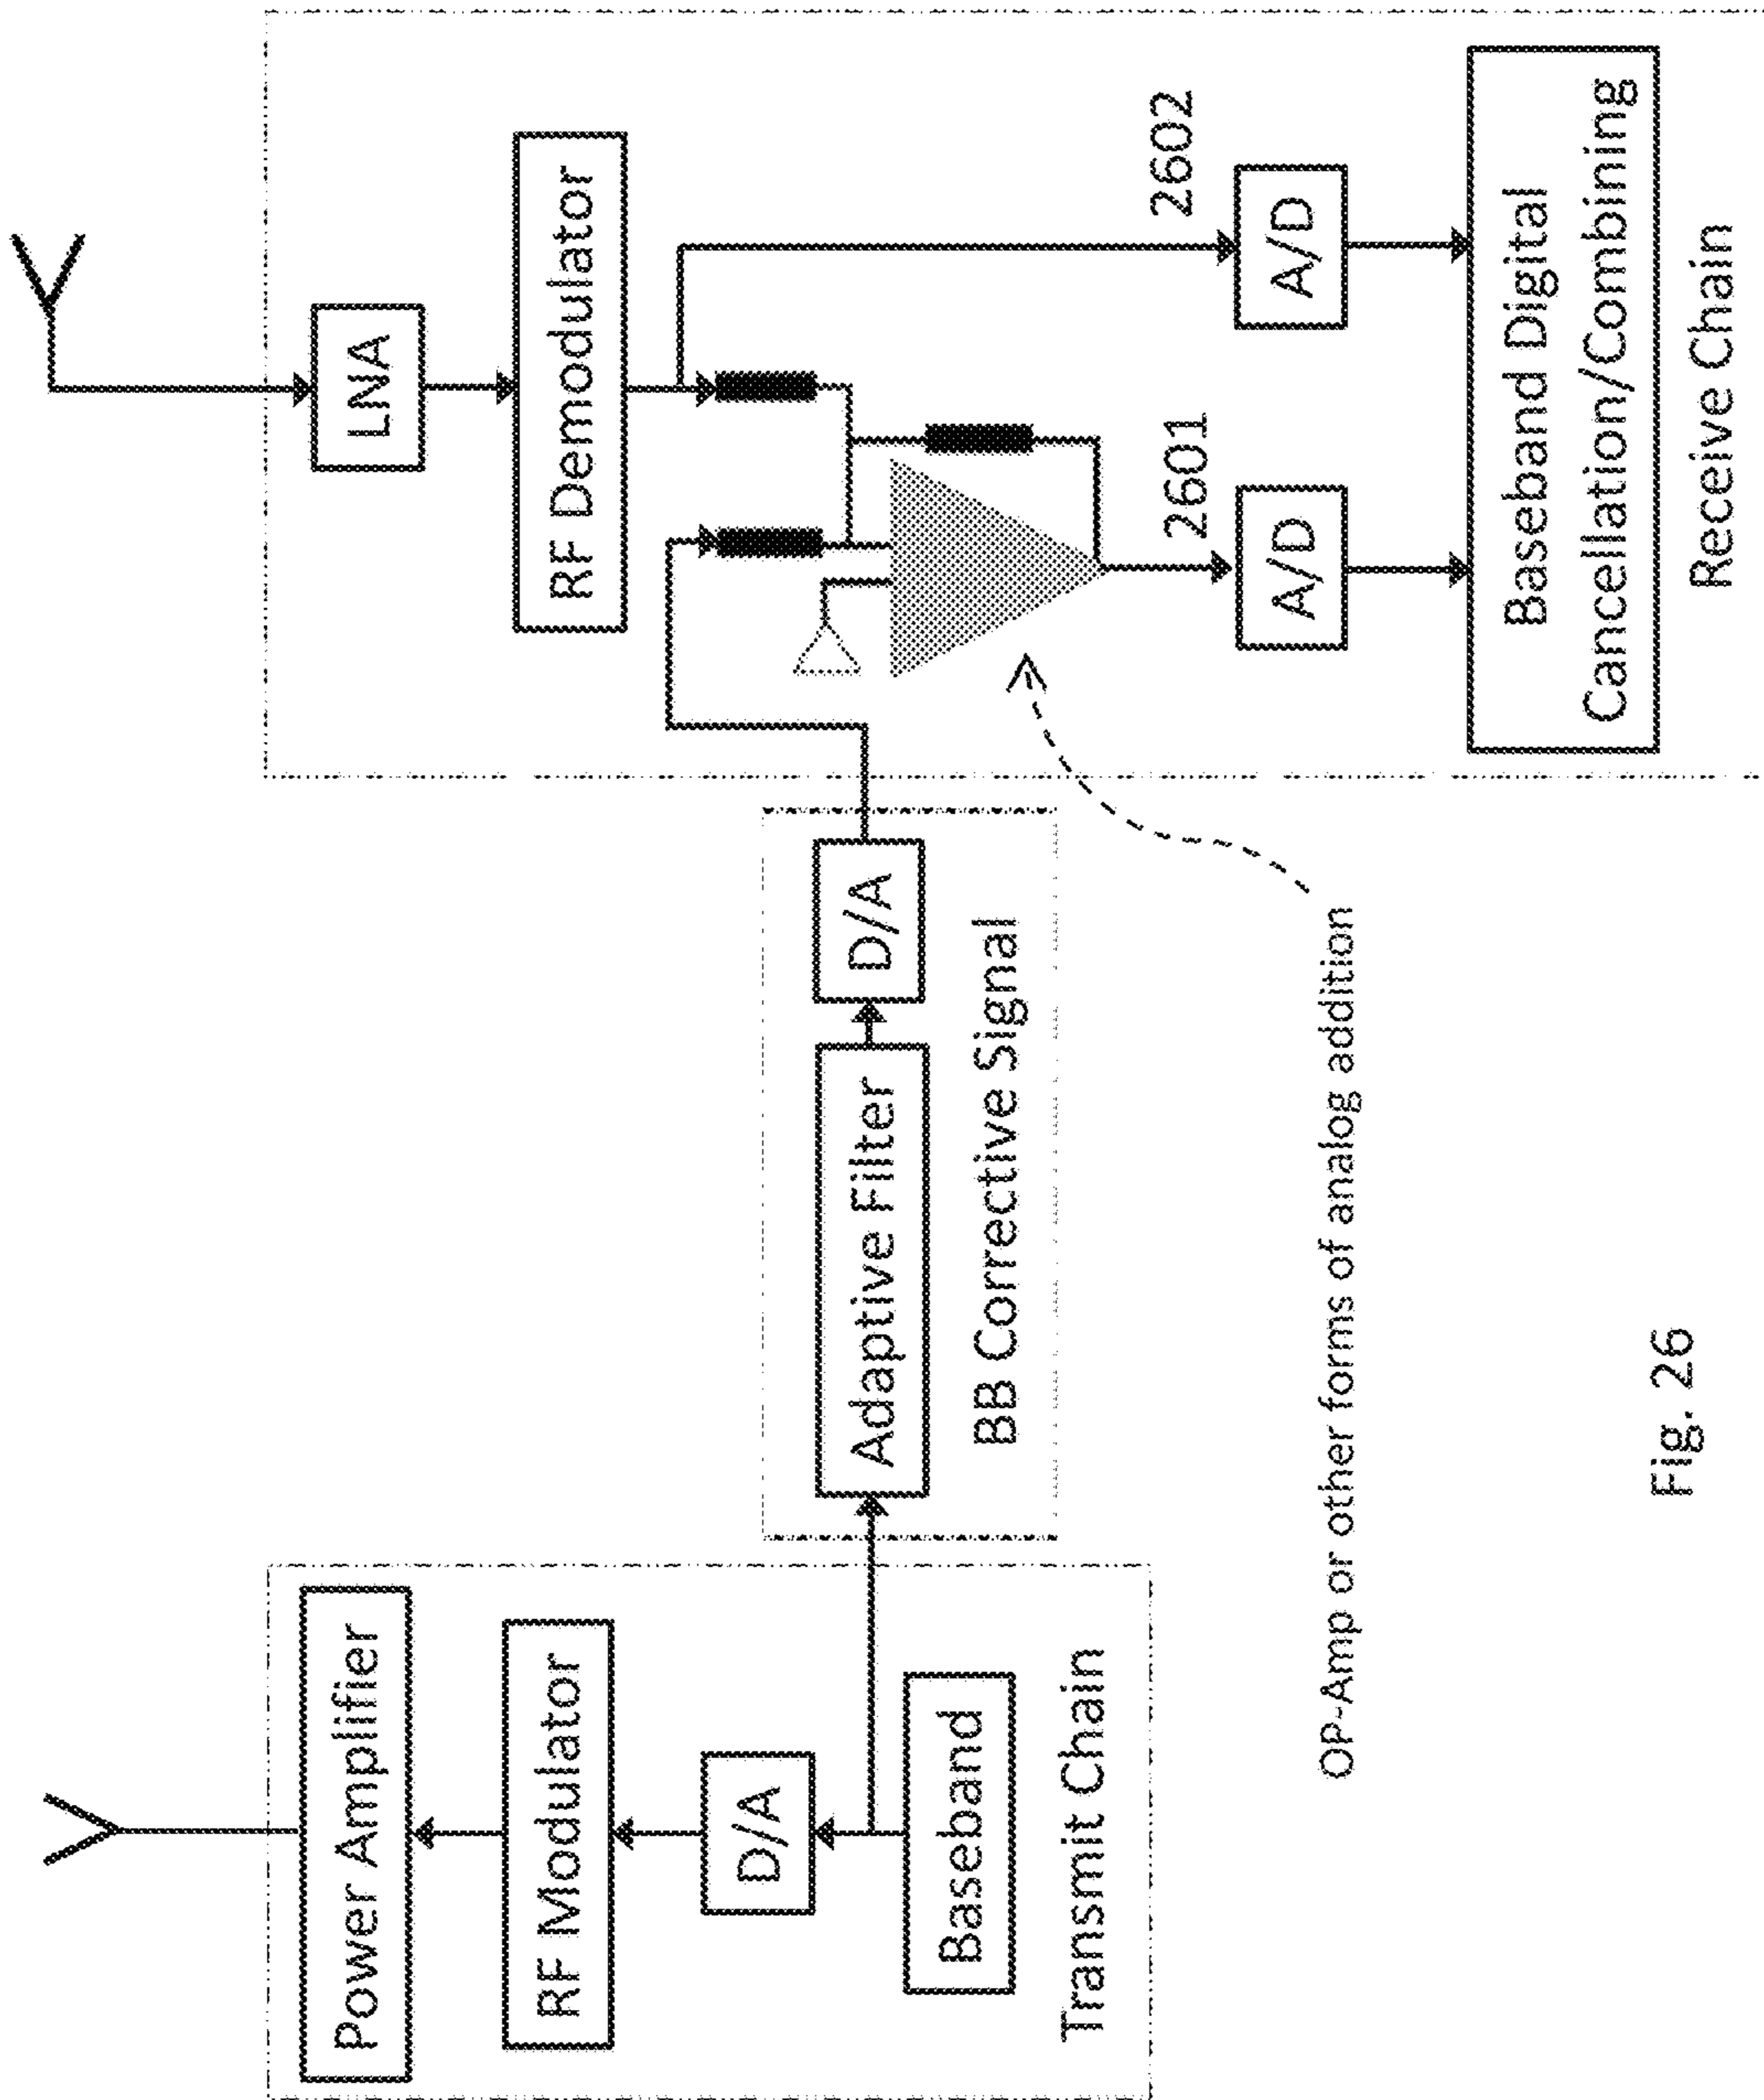 Power Amplifier
RF Modulator
D/A
Baseband
Transmit Chain
Adaptive Filter
D/A
BB Corrective Signal
LNA
RF Demodulator
2601
2602
A/D
A/D
Baseband Digital
Cancellation/Combining
Receive Chain
OP-Amp or other forms of analog addition
Fig. 26